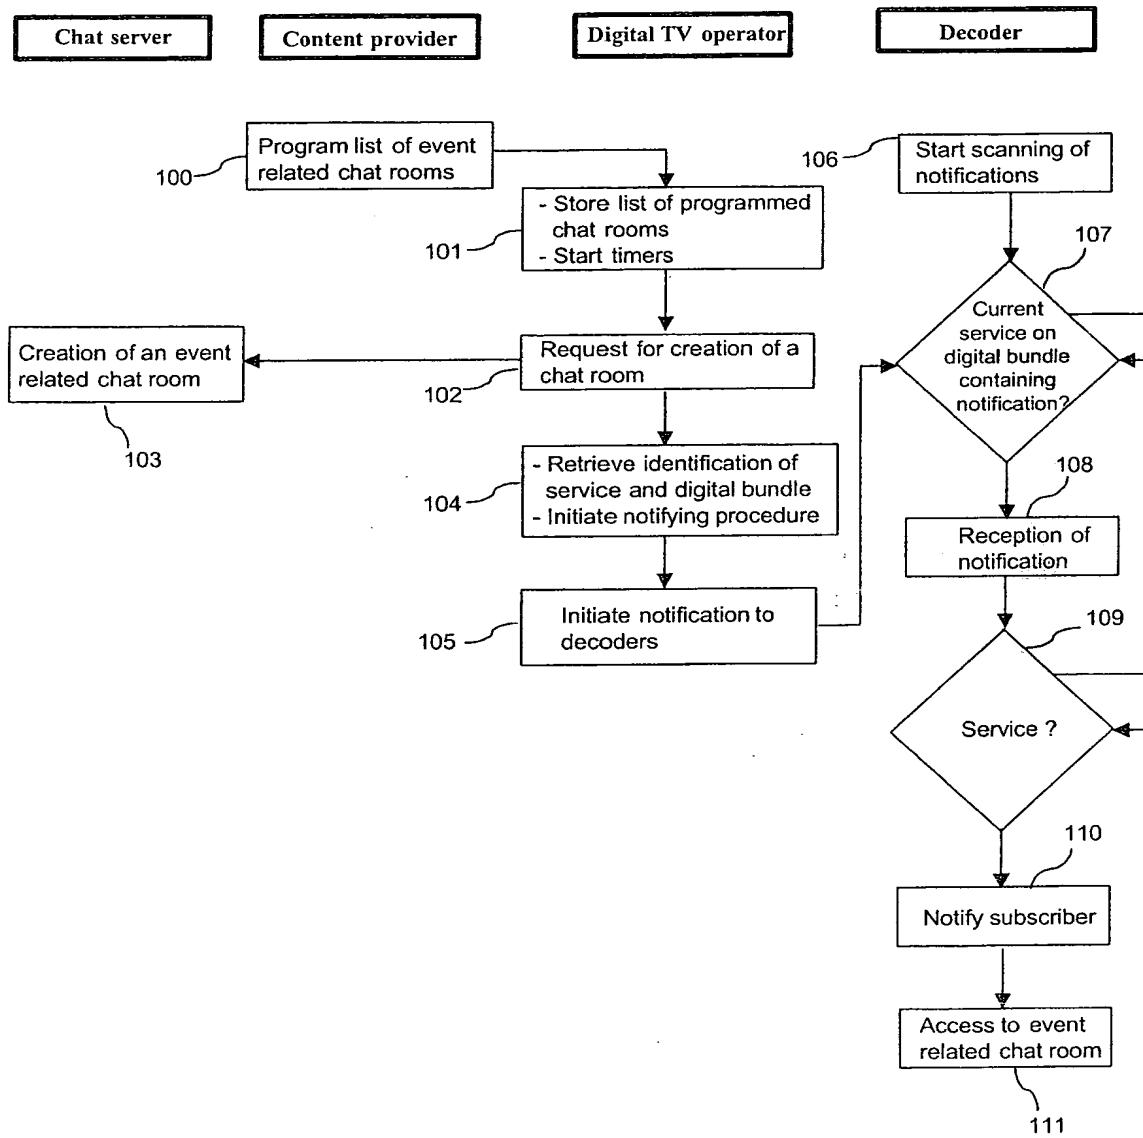 Chat server
Content provider
Digital TV operator
Decoder
Program list of event
related chat rooms
100
- Store list of programmed
chat rooms
- Start timers
101
Request for creation of a
chat room
102
Creation of an event
related chat room
103
- Retrieve identification of
service and digital bundle
- Initiate notifying procedure
104
Initiate notification to
decoders
105
106
Start scanning of
notifications
107
Current
service on
digital bundle
containing
notification?
108
Reception of
notification
109
Service ?
110
Notify subscriber
Access to event
related chat room
111